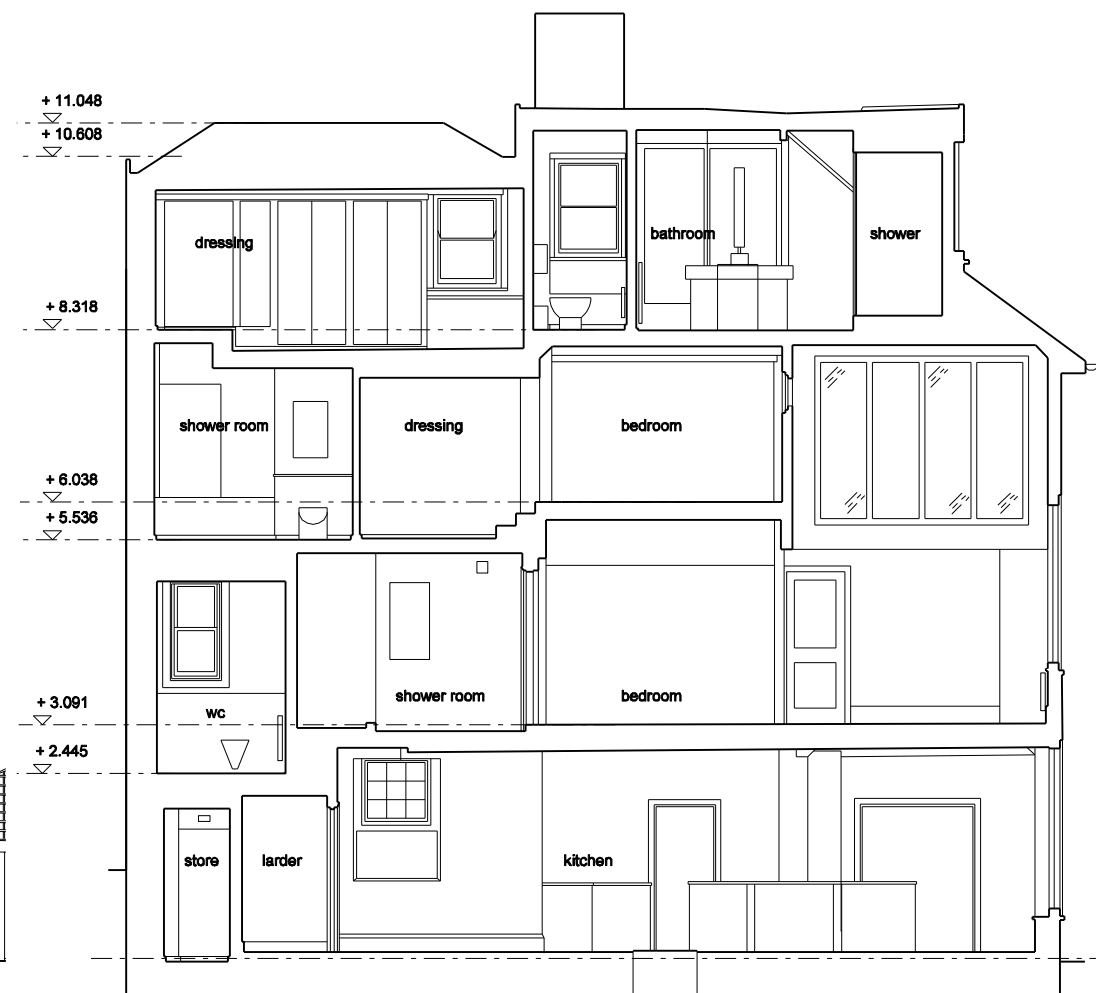 + 11.048
+ 10.608
dressing
bathroom
shower
+ 8.318
shower room
dressing
bedroom
+ 6.038
+ 5.536
shower room
bedroom
+ 3.091
wc
+ 2.445
store
larder
kitchen